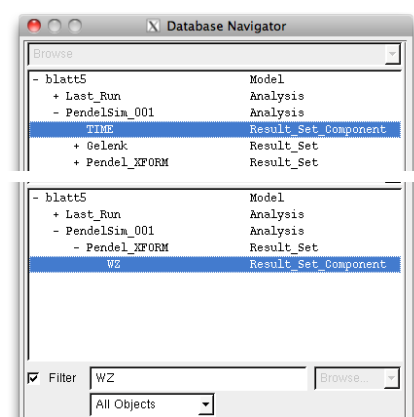 Database Navigator
Browse
- blatt5 Model
+ Last_Run Analysis
- PendelSim_001 Analysis
TIME Result_Set_Component
+ Gelenk Result_Set
+ Pendel_XFORM Result_Set
- blatt5 Model
+ Last_Run Analysis
- PendelSim_001 Analysis
- Pendel_XFORM Result_Set
WZ Result_Set_Component
Filter WZ Browse...
All Objects